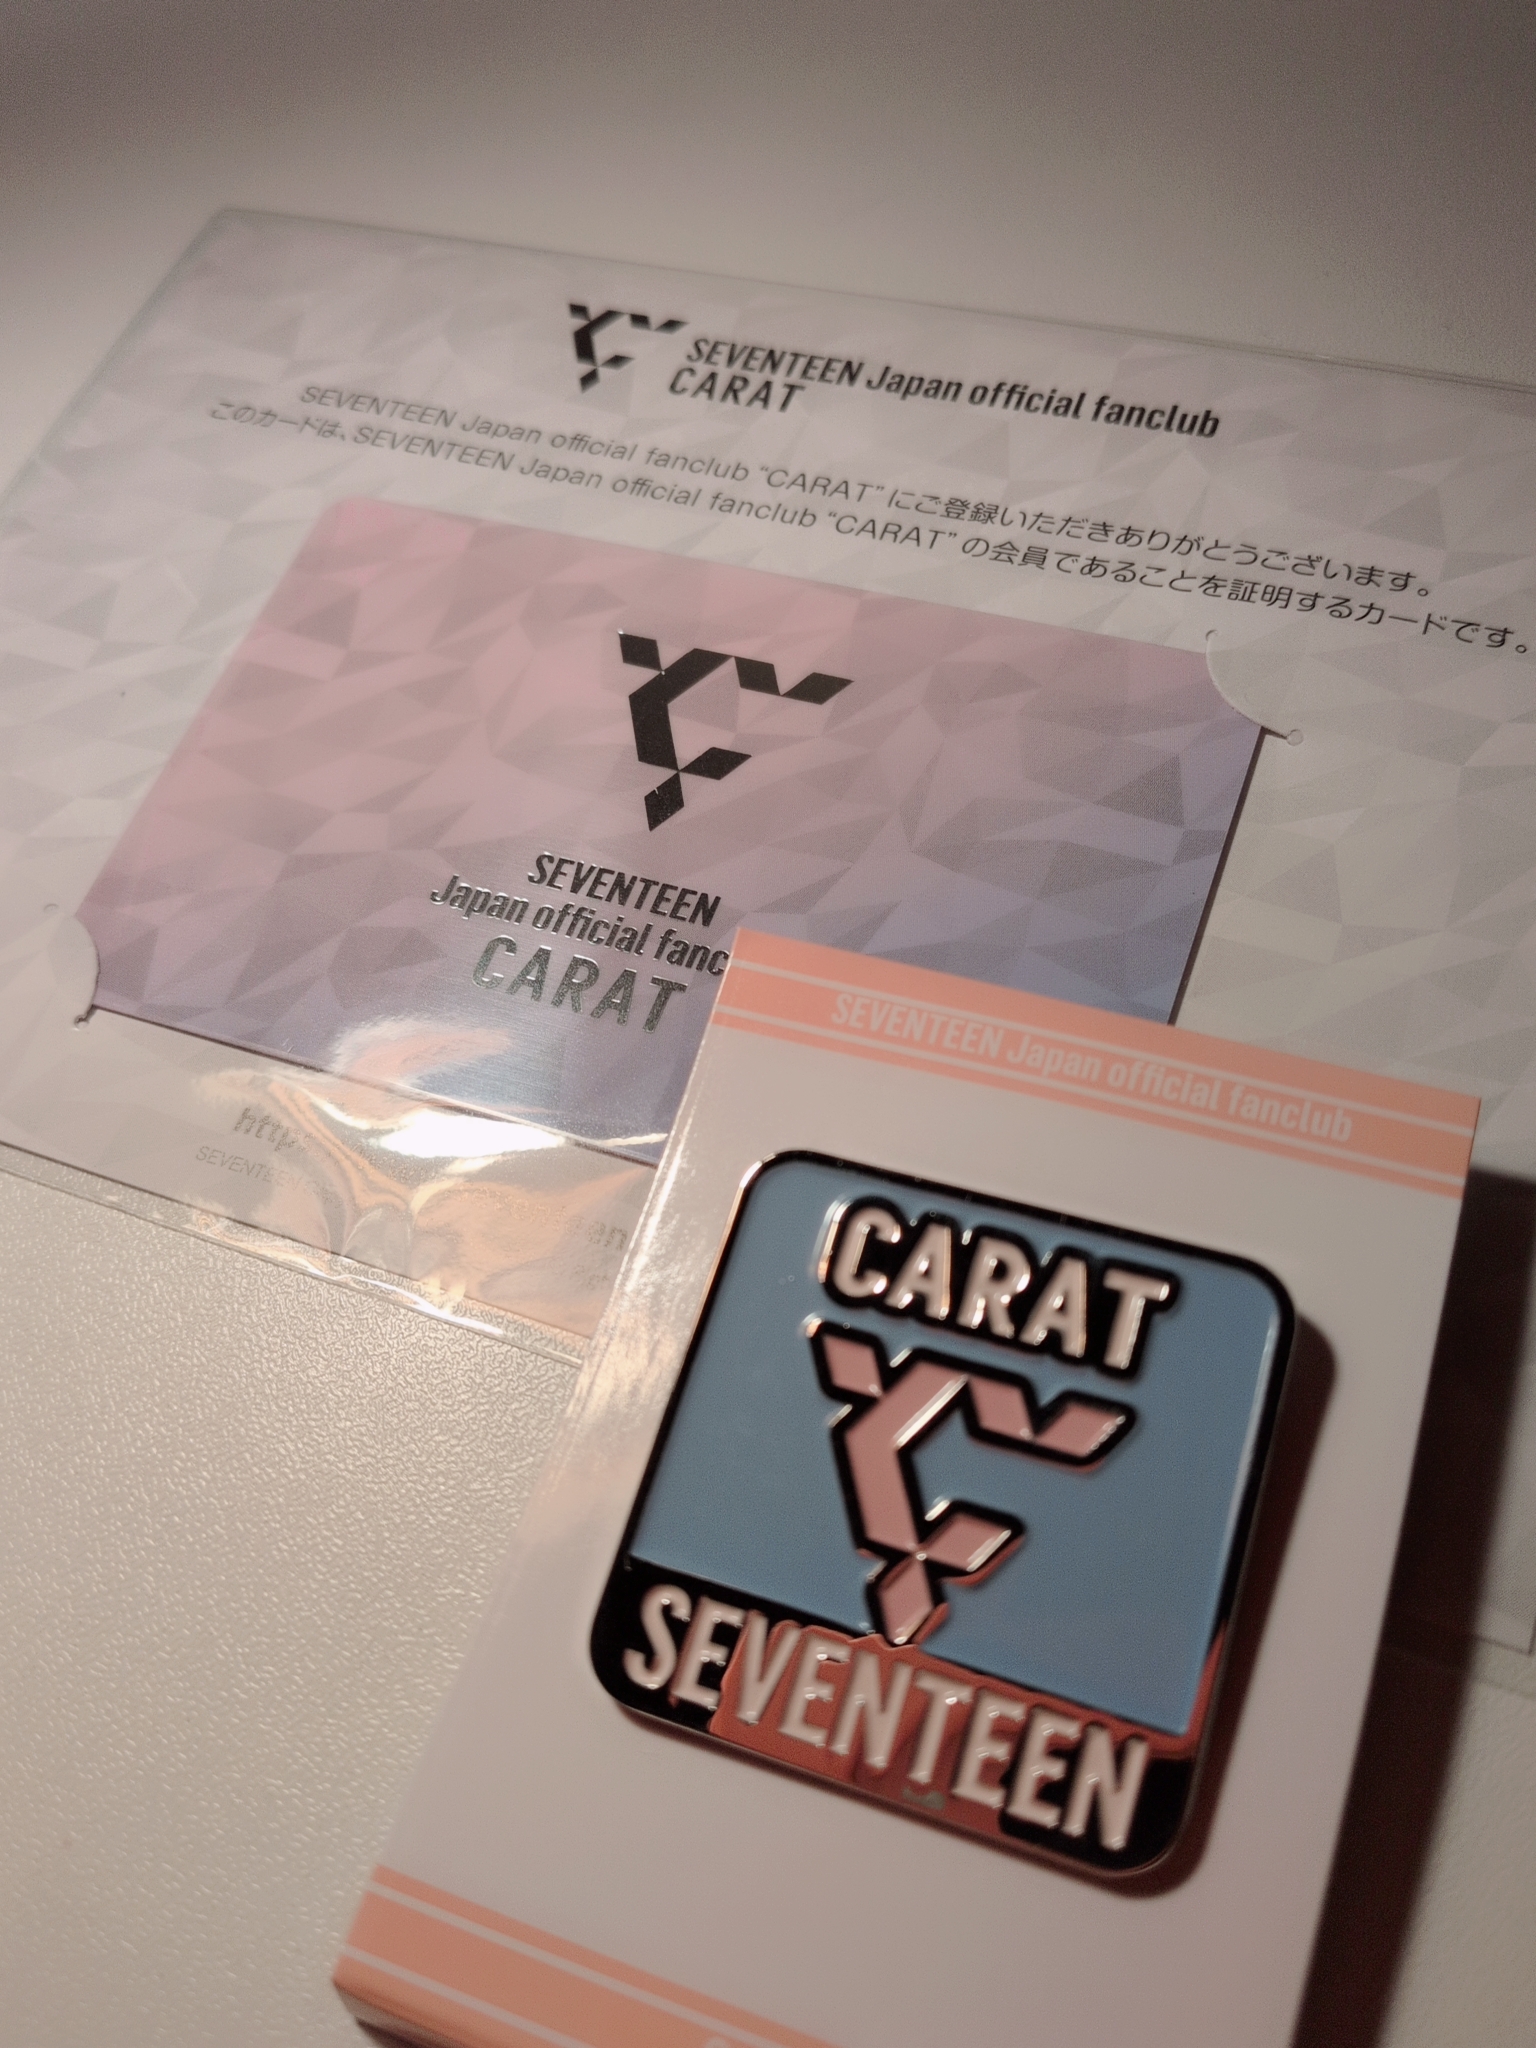 SEVENTEEN Japan official fanclub
CARAT
SEVENTEEN Japan official fanclub “CARAT” にご登録いただきありがとうございます。
このカードは、SEVENTEEN Japan official fanclub “CARAT” の会員であることを証明するカードです。
SEVENTEEN
Japan official fanc
CARAT
http
SEVENTEEN
SEVENTEEN Japan official fanclub
CARAT
SEVENTEEN